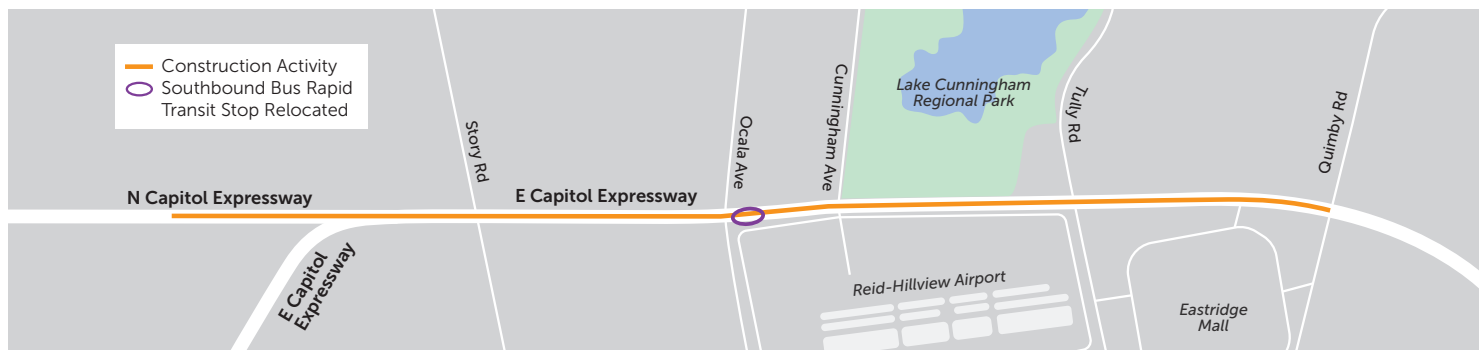 Construction Activity
Southbound Bus Rapid
Transit Stop Relocated
N Capitol Expressway
E Capitol
Expressway
Story Rd
E Capitol Expressway
Ocala Ave
Cunningham Ave
Lake Cunningham
Regional Park
Tully Rd
Quimby Rd
Reid-Hillview Airport
Eastridge
Mall